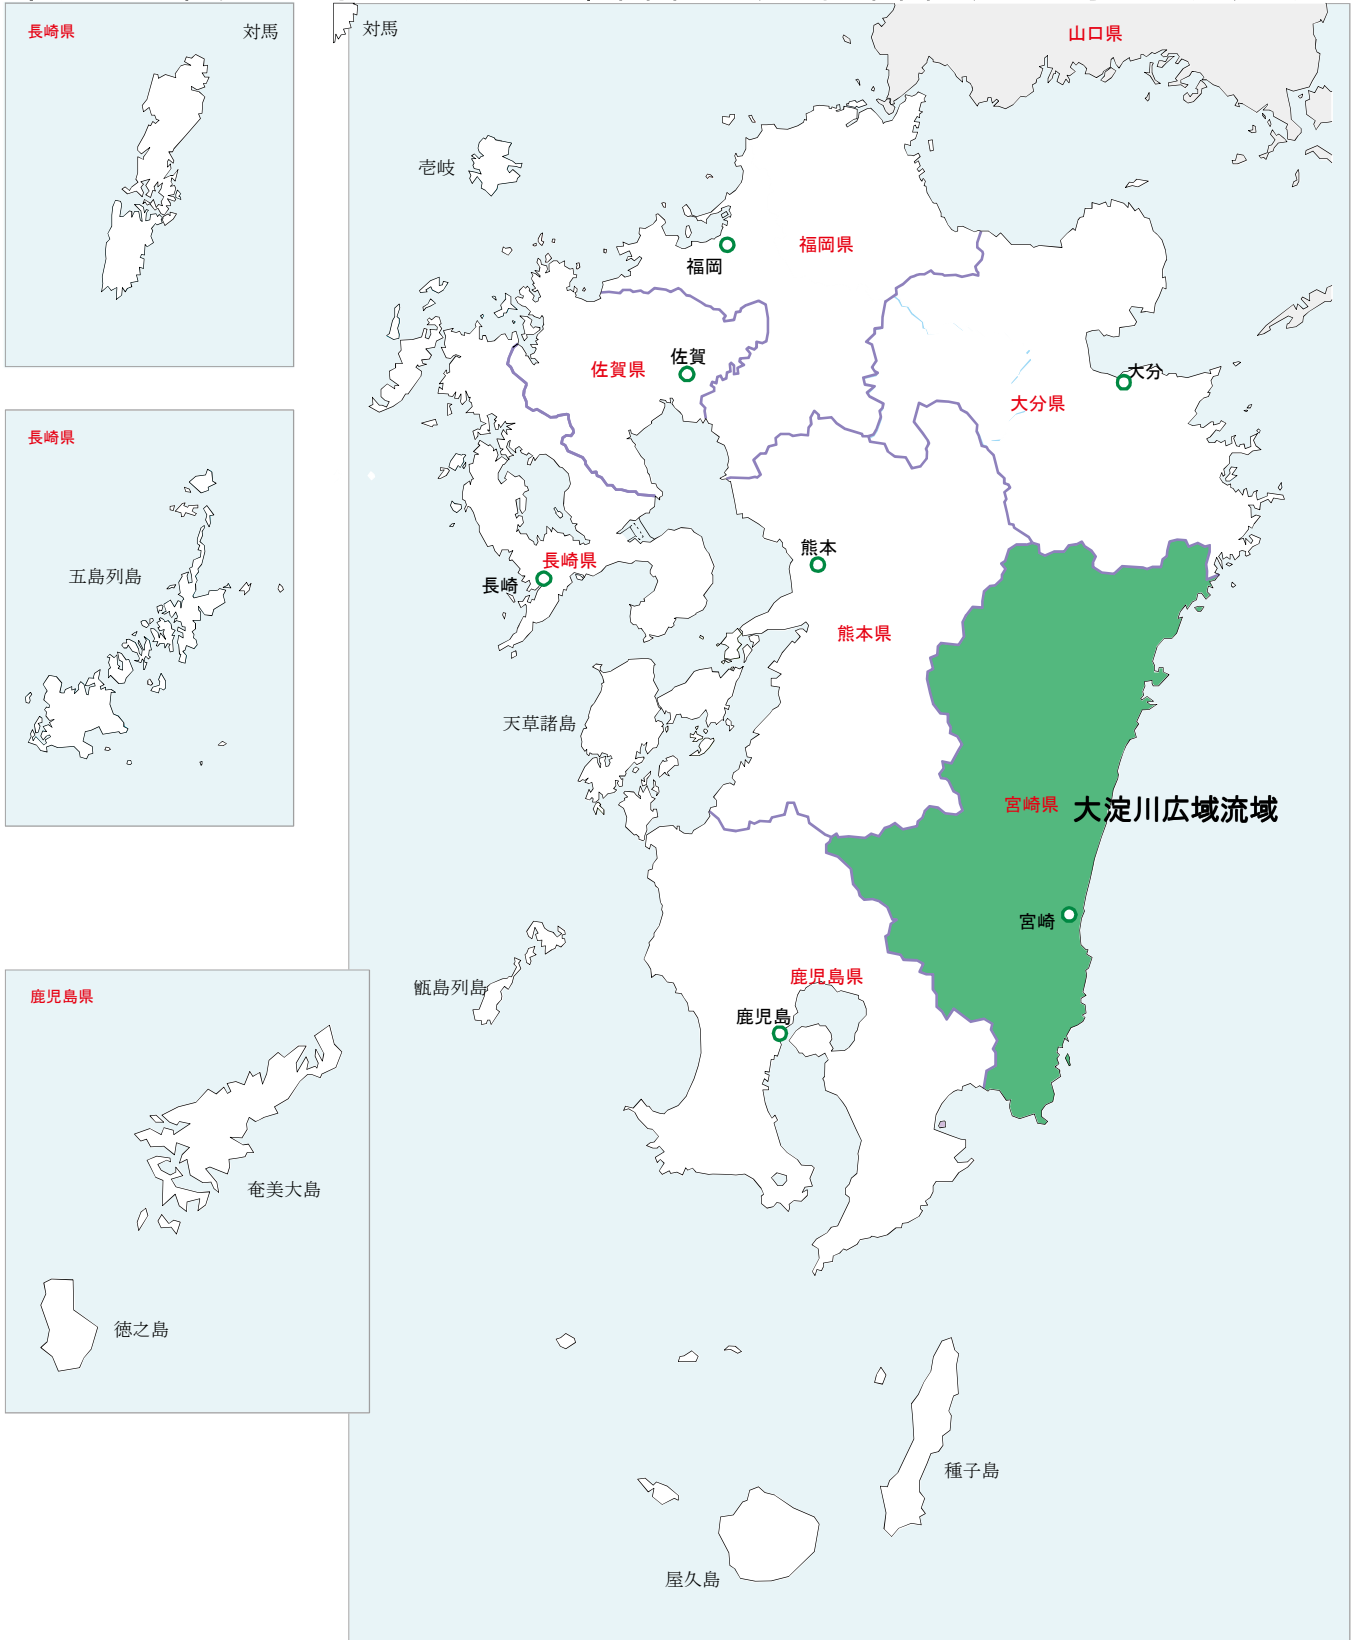 長崎県
対馬
対馬
山口県
壱岐
福岡県
福岡
佐賀
佐賀県
大分
大分県
長崎県
五島列島
熊本
長崎県
長崎
熊本県
天草諸島
宮崎県
大淀川広域流域
宮崎
鹿児島県
甑島列島
鹿児島県
鹿児島
奄美大島
徳之島
種子島
屋久島